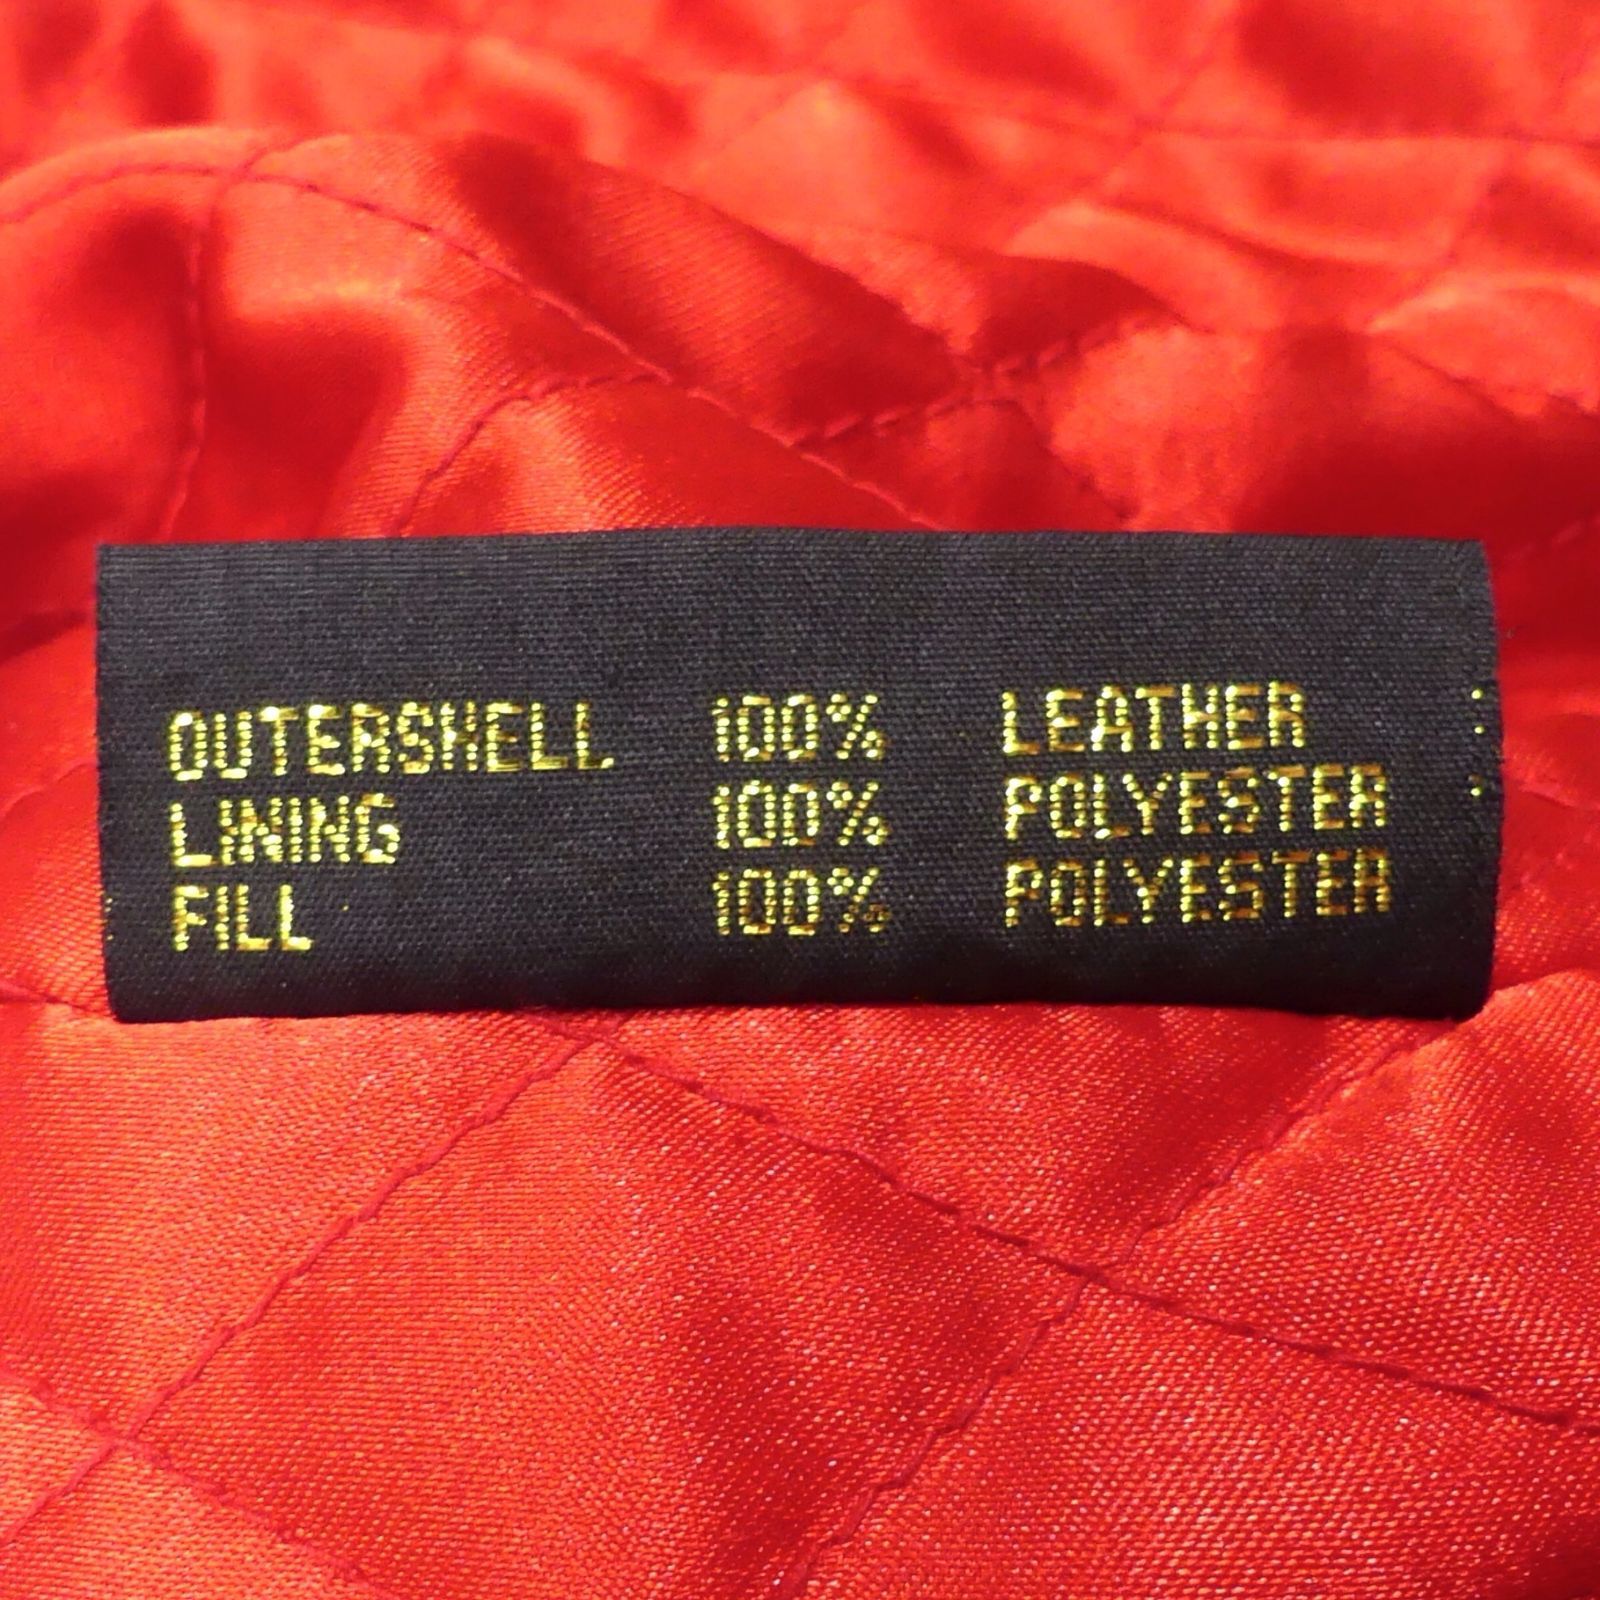 OUTERSHELL 100% LEATHER
LINING 100% POLYESTER
FILL 100% POLYESTER